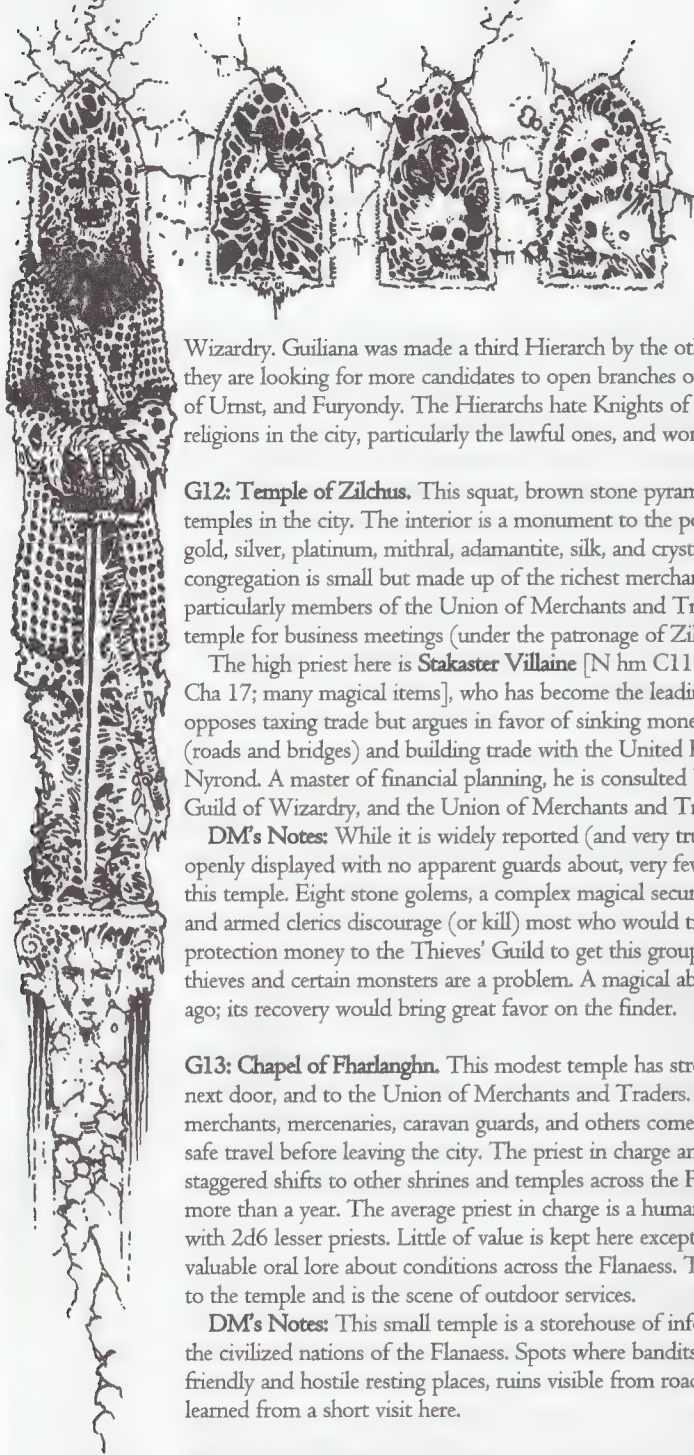 Wizardry. Guiliana was made a third Hierarch by the oth
they are looking for more candidates to open branches o
of Urnst, and Furyondy. The Hierarchs hate Knights of
religions in the city, particularly the lawful ones, and wor
G12: Temple of Zilchus. This squat, brown stone pyram
temples in the city. The interior is a monument to the po
gold, silver, platinum, mithral, adamantite, silk, and cryst
congregation is small but made up of the richest merchan
particularly members of the Union of Merchants and Tr
temple for business meetings (under the patronage of Zil
The high priest here is Stakaster Villaine [N hm C11
Cha 17; many magical items], who has become the leadin
opposes taxing trade but argues in favor of sinking mone
(roads and bridges) and building trade with the United
Nyrond. A master of financial planning, he is consulted
Guild of Wizardry, and the Union of Merchants and Tr
DM's Notes: While it is widely reported (and very tru
openly displayed with no apparent guards about, very few
this temple. Eight stone golems, a complex magical secur
and armed clerics discourage (or kill) most who would t
protection money to the Thieves' Guild to get this group
thieves and certain monsters are a problem. A magical ab
ago; its recovery would bring great favor on the finder.
G13: Chapel of Fharlanghn. This modest temple has stro
next door, and to the Union of Merchants and Traders.
merchants, mercenaries, caravan guards, and others come
safe travel before leaving the city. The priest in charge an
staggered shifts to other shrines and temples across the F
more than a year. The average priest in charge is a human
with 2d6 lesser priests. Little of value is kept here except
valuable oral lore about conditions across the Flanaess. T
to the temple and is the scene of outdoor services.
DM's Notes: This small temple is a storehouse of info
the civilized nations of the Flanaess. Spots where bandits
friendly and hostile resting places, ruins visible from road
learned from a short visit here.